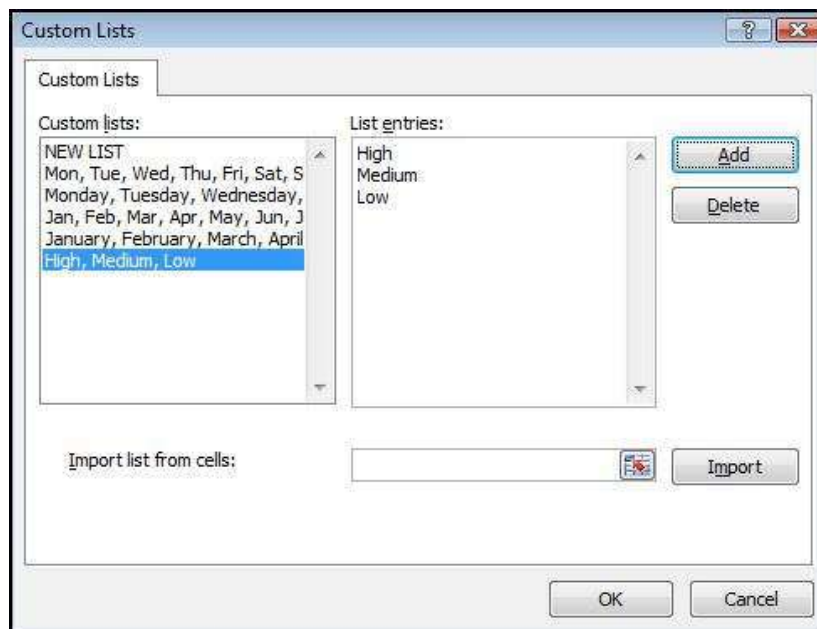 Custom Lists
Custom Lists
Custom lists:
NEW LIST
Mon, Tue, Wed, Thu, Fri, Sat, S
Monday, Tuesday, Wednesday,
Jan, Feb, Mar, Apr, May, Jun, J
January, February, March, April
High, Medium, Low
List entries:
High
Medium
Low
Add
Delete
Import list from cells:
Import
OK
Cancel